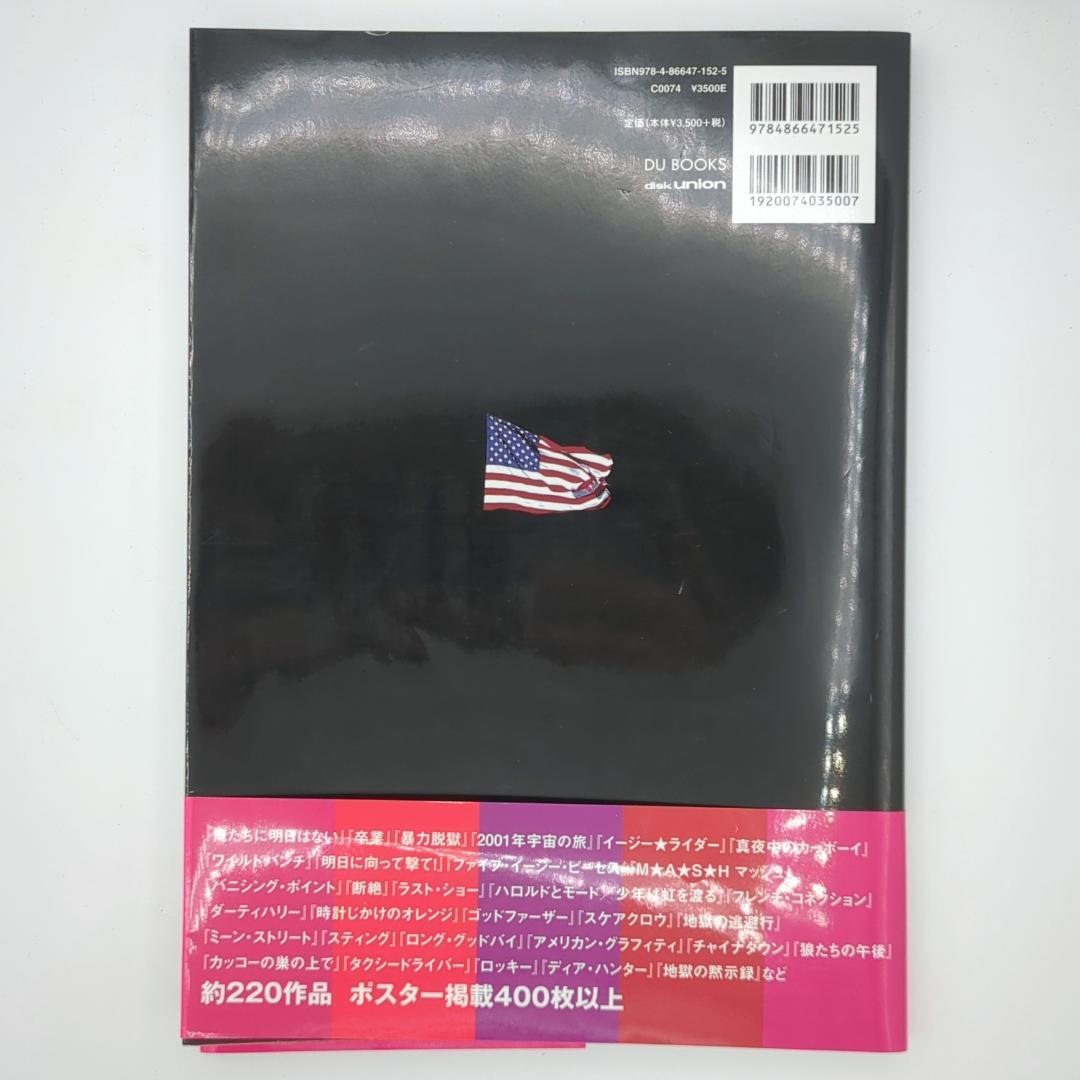 ISBN978-4-86647-152-5
C0074 ¥3500E
定価(本体¥3,500+税)
DU BOOKS
disk union
9784866471525
1920074035007
『俺たちに明日はない』『卒業』『暴力脱獄』『2001年宇宙の旅』『イージー★ライダー』『真夜中のカーボーイ』
『ワイルドバンチ』『明日に向って撃て!』『ファイブ・イージー・ピーセス』『M★A★S★H マッシュ』
『バニシング・ポイント』『断絶』『ラスト・ショー』『ハロルドとモード/少年は虹を渡る』『フレンチ・コネクション』
『ダーティハリー』『時計じかけのオレンジ』『ゴッドファーザー』『スケアクロウ』『地獄の逃避行』
『ミーン・ストリート』『スティング』『ロング・グッドバイ』『アメリカン・グラフィティ』『チャイナタウン』『狼たちの午後』
『カッコーの巣の上で』『タクシードライバー』『ロッキー』『ディア・ハンター』『地獄の黙示録』など
約220作品 ポスター掲載400枚以上